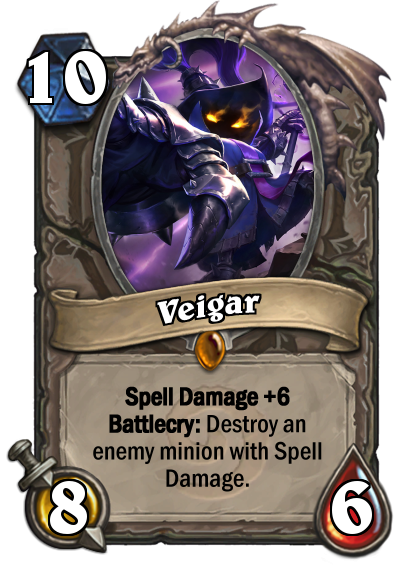 10
Veigar
Spell Damage +6
Battlecry: Destroy an
enemy minion with Spell
Damage.
8
6